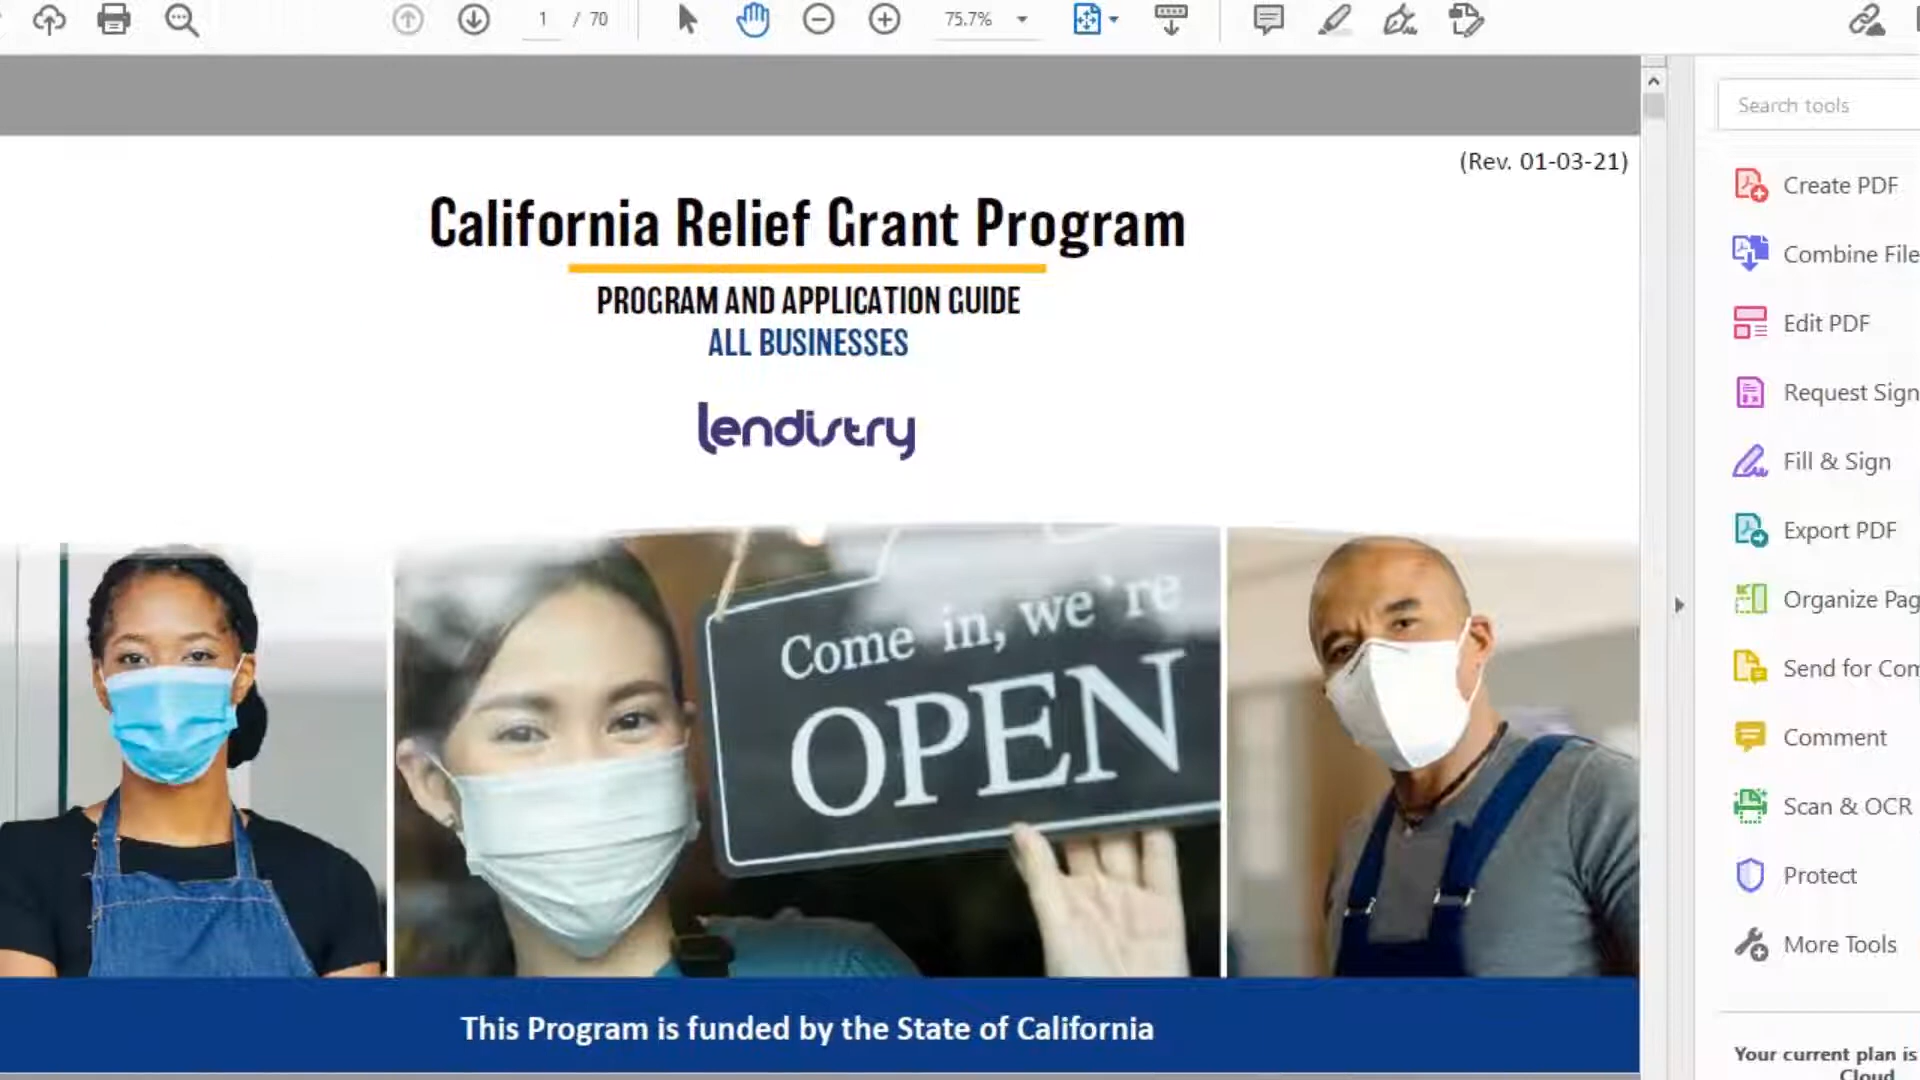 1 / 70
75.7%
(Rev. 01-03-21)
California Relief Grant Program
PROGRAM AND APPLICATION GUIDE
ALL BUSINESSES
lendistry
Come in, we're
OPEN
This Program is funded by the State of California
Search tools
Create PDF
Combine File
Edit PDF
Request Sign
Fill & Sign
Export PDF
Organize Pag
Send for Com
Comment
Scan & OCR
Protect
More Tools
Your current plan is
Cloud